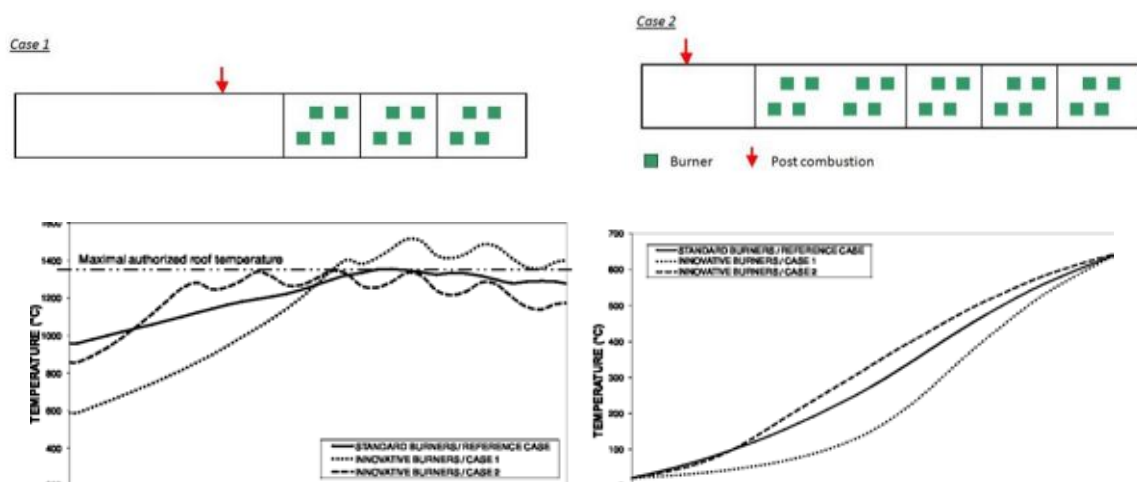 Case 1
Case 2
Burner
Post combustion
1400
1200
1000
800
600
400
Maximal authorized roof temperature
TEMPERATURE (°C)
STANDARD BURNERS / REFERENCE CASE
INNOVATIVE BURNERS / CASE 1
INNOVATIVE BURNERS / CASE 2
700
600
500
400
300
200
100
TEMPERATURE (°C)
STANDARD BURNERS / REFERENCE CASE
INNOVATIVE BURNERS / CASE 1
INNOVATIVE BURNERS / CASE 2